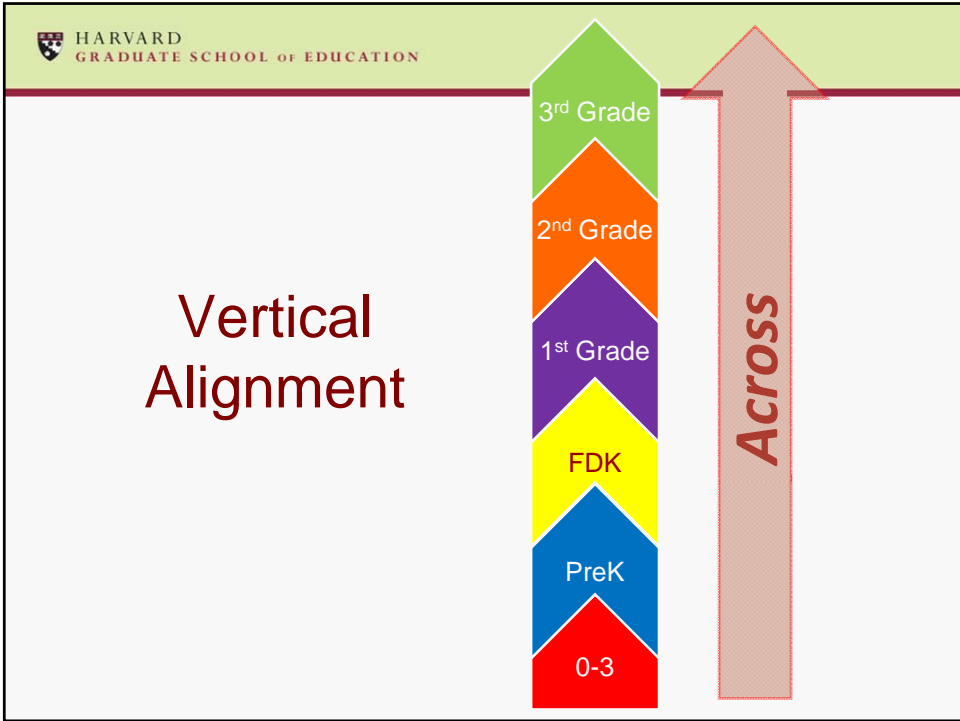 HARVARD
GRADUATE SCHOOL OF EDUCATION
Vertical
Alignment
3rd Grade
2nd Grade
1st Grade
FDK
PreK
0-3
Across